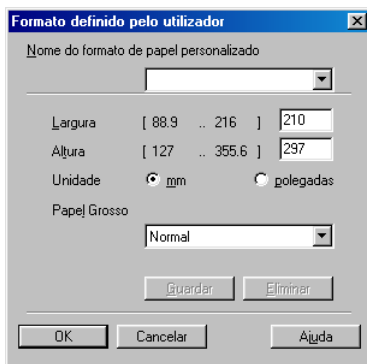 Formato definido pelo utilizador
Nome do formato de papel personalizado
Largura [ 88.9 .. 216 ] 210
Altura [ 127 .. 355.6 ] 297
Unidade mm polegadas
Papel Grosso
Normal
Guardar Eliminar
OK Cancelar Ajuda